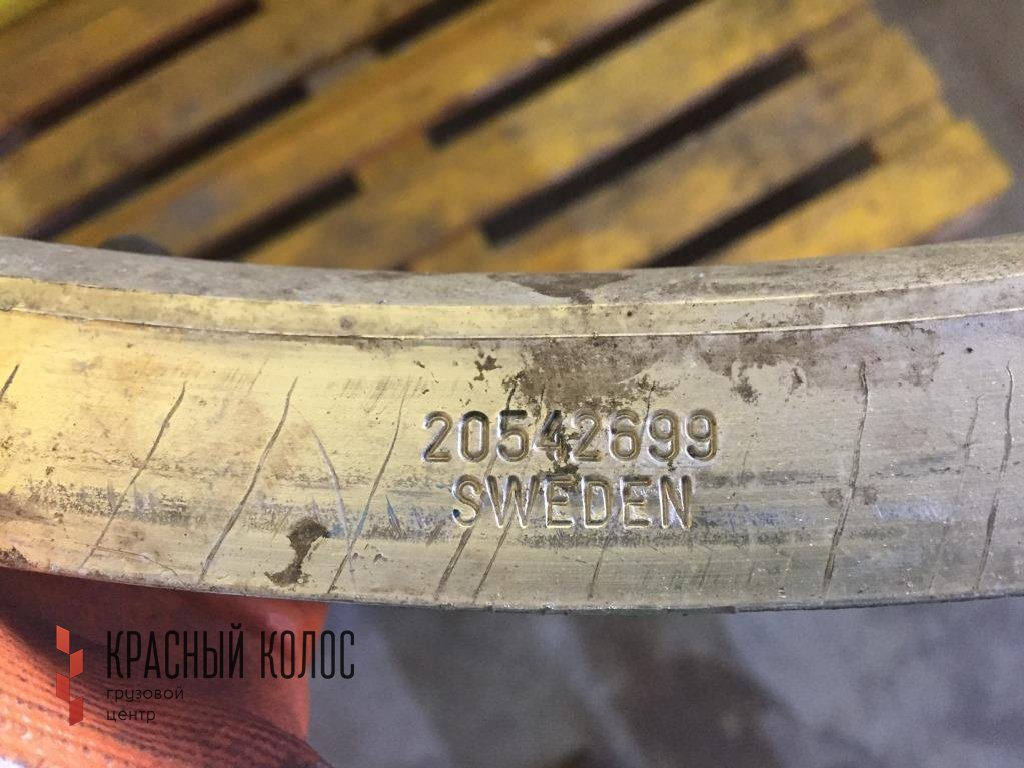 20542699
SWEDEN
КРАСНЫЙ КОЛОС
грузовой
центр